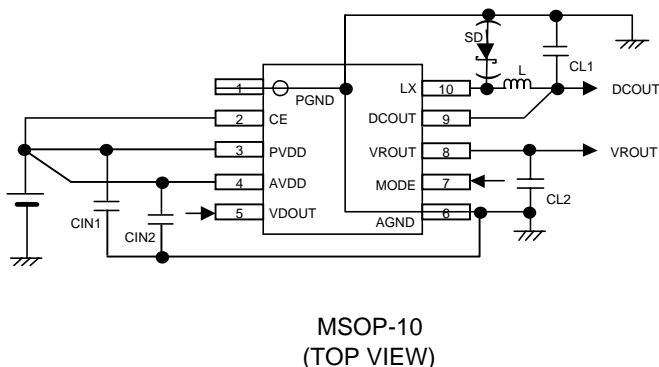 SD
CL1
L
1
PGND
LX
10
DCOUT
2
CE
DCOUT
9
3
PVDD
VROUT
8
VROUT
4
AVDD
MODE
7
CL2
5
VDOUT
AGND
6
CIN1
CIN2
MSOP-10
(TOP VIEW)